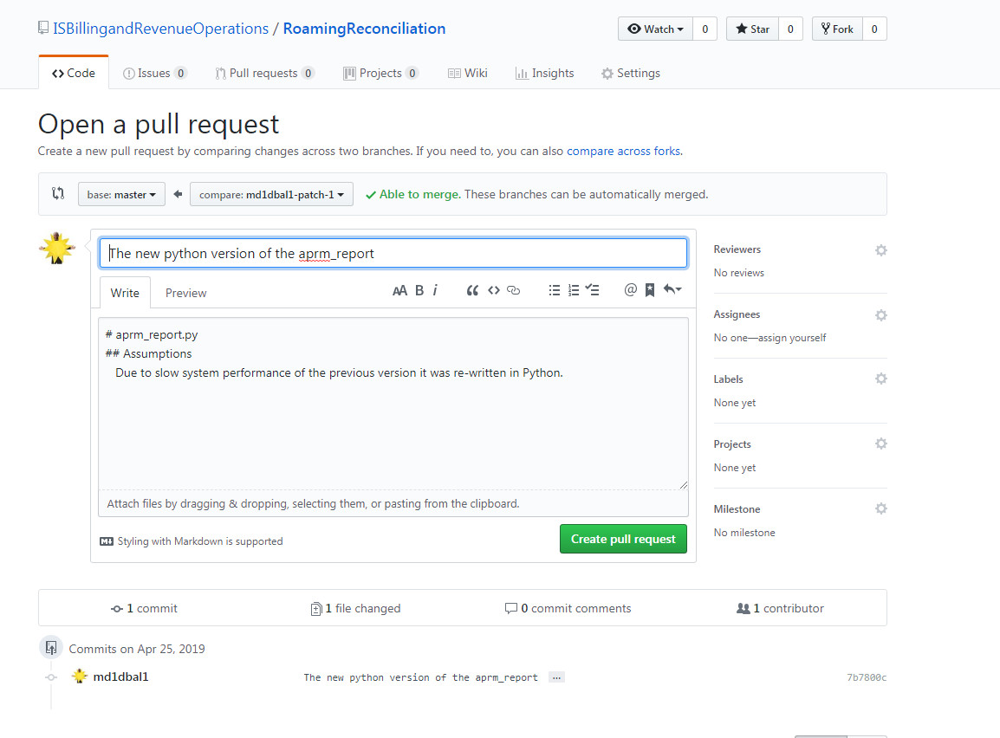 ISBillingandRevenueOperations / RoamingReconciliation
Watch 0 Star 0 Fork 0
Code Issues 0 Pull requests 0 Projects 0 Wiki Insights Settings
Open a pull request
Create a new pull request by comparing changes across two branches. If you need to, you can also compare across forks.
base: master compare: md1dbal1-patch-1 Able to merge. These branches can be automatically merged.
The new python version of the aprm_report
Write Preview AA B i
# aprm_report.py
## Assumptions
Due to slow system performance of the previous version it was re-written in Python.
Attach files by dragging & dropping, selecting them, or pasting from the clipboard.
Styling with Markdown is supported
Create pull request
Reviewers
No reviews
Assignees
No one—assign yourself
Labels
None yet
Projects
None yet
Milestone
No milestone
1 commit 1 file changed 0 commit comments 1 contributor
Commits on Apr 25, 2019
md1dbal1 The new python version of the aprm_report … 7b7800c